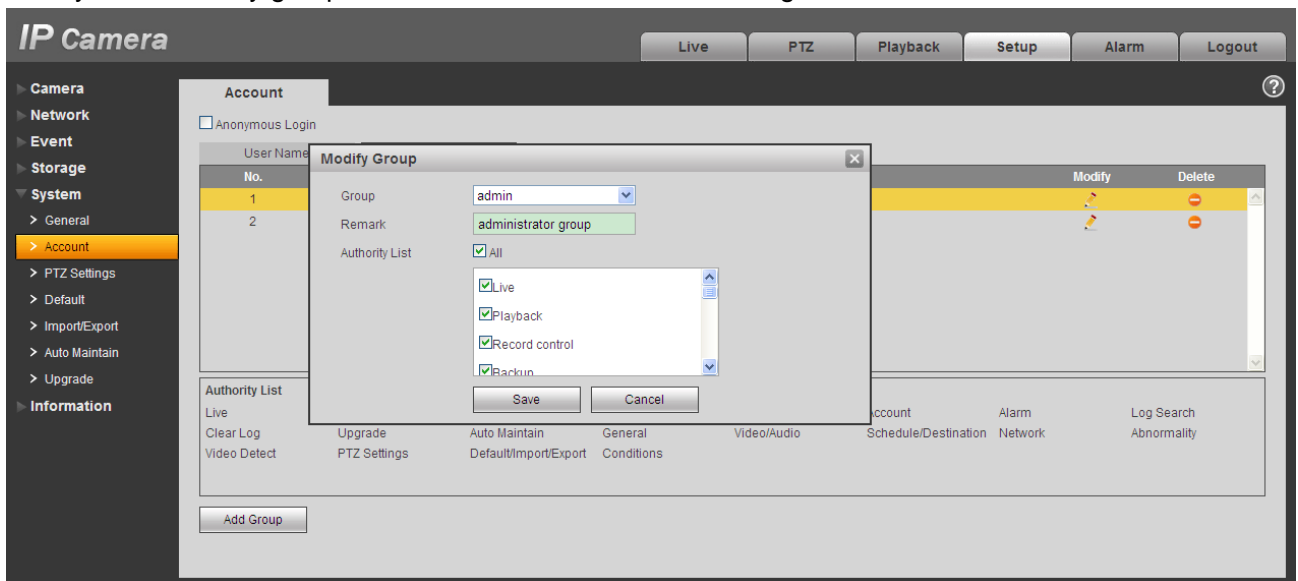 IP Camera
Live PTZ Playback Setup Alarm Logout
Camera
Network
Event
Storage
System
> General
> Account
> PTZ Settings
> Default
> Import/Export
> Auto Maintain
> Upgrade
Information
Account
?
Anonymous Login
User Name
No. Modify Delete
1
2
Modify Group
Group admin
Remark administrator group
Authority List All
Live
Playback
Record control
Backup
Save Cancel
Authority List
Live Account Alarm Log Search
Clear Log Upgrade Auto Maintain General Video/Audio Schedule/Destination Network Abnormality
Video Detect PTZ Settings Default/Import/Export Conditions
Add Group